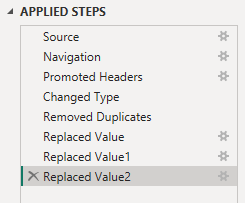 APPLIED STEPS
Source
Navigation
Promoted Headers
Changed Type
Removed Duplicates
Replaced Value
Replaced Value1
Replaced Value2